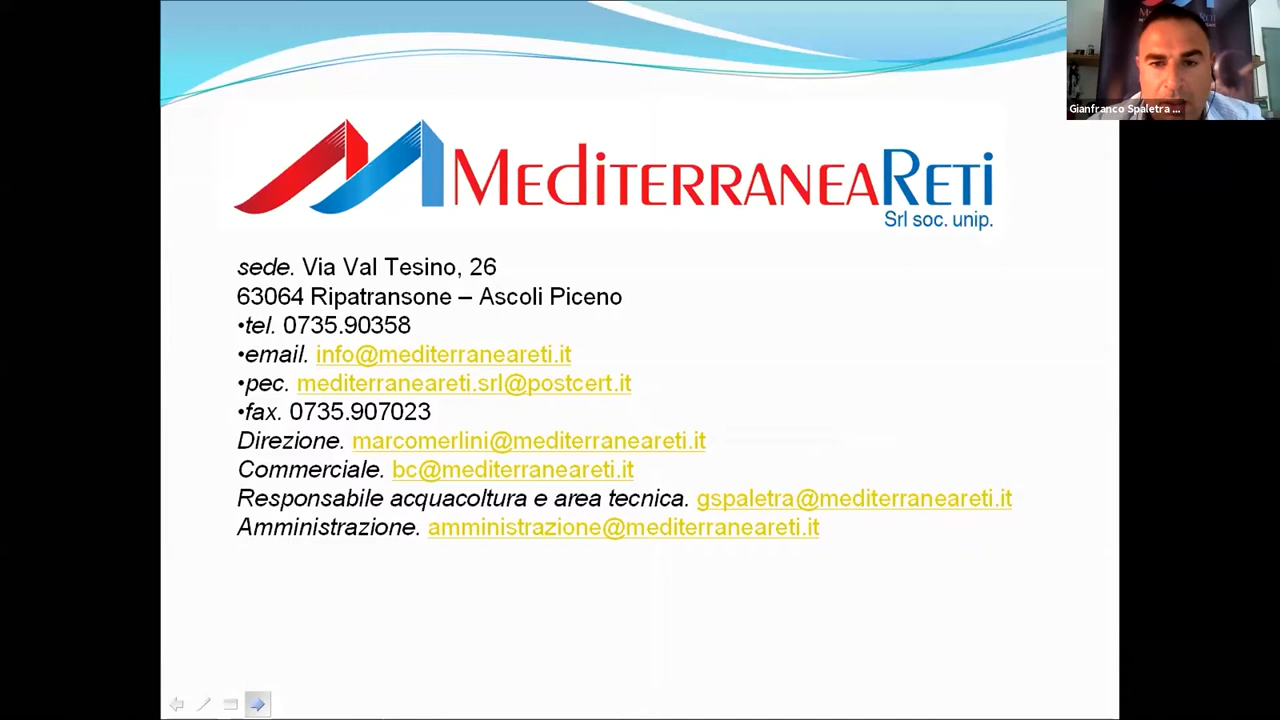 MEDITERRANEARETI
Srl soc. unip.
Gianfranco Spaletra ...
sede. Via Val Tesino, 26
63064 Ripatransone – Ascoli Piceno
•tel. 0735.90358
•email. info@mediterraneareti.it
•pec. mediterraneareti.srl@postcert.it
•fax. 0735.907023
Direzione. marcomerlini@mediterraneareti.it
Commerciale. bc@mediterraneareti.it
Responsabile acquacoltura e area tecnica. gspaletra@mediterraneareti.it
Amministrazione. amministrazione@mediterraneareti.it